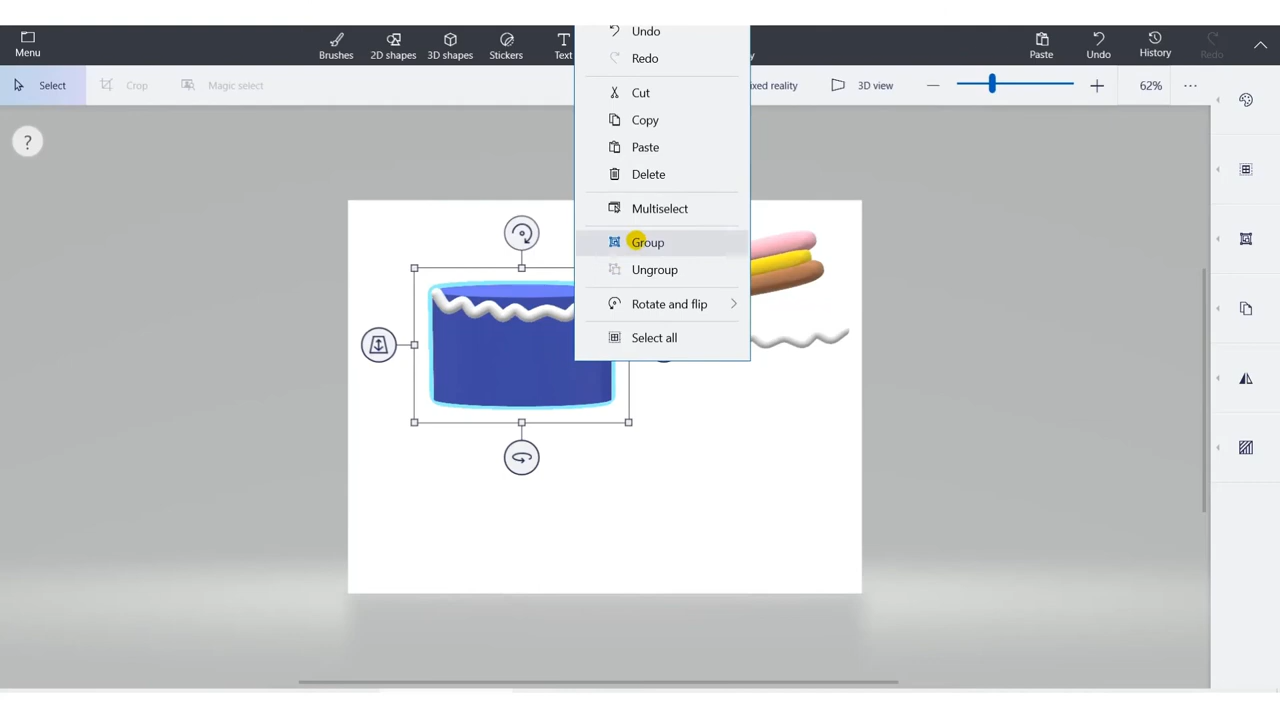 Menu
Brushes
2D shapes
3D shapes
Stickers
Text
Paste
Undo
History
Redo
Select
Crop
Magic select
ixed reality
3D view
62%
?
Undo
Redo
Cut
Copy
Paste
Delete
Multiselect
Group
Ungroup
Rotate and flip
Select all